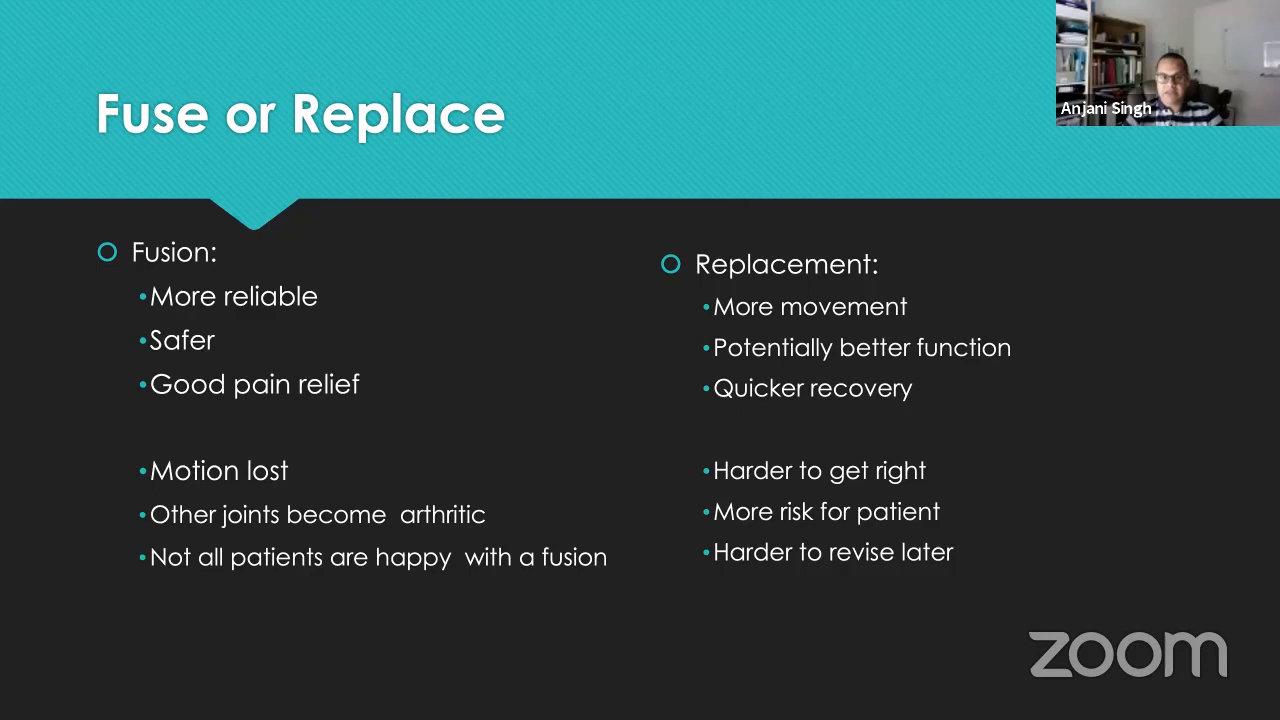 Fuse or Replace
Anjani Singh
Fusion:
•More reliable
•Safer
•Good pain relief
•Motion lost
•Other joints become  arthritic
•Not all patients are happy  with a fusion
Replacement:
•More movement
•Potentially better function
•Quicker recovery
•Harder to get right
•More risk for patient
•Harder to revise later
zoom